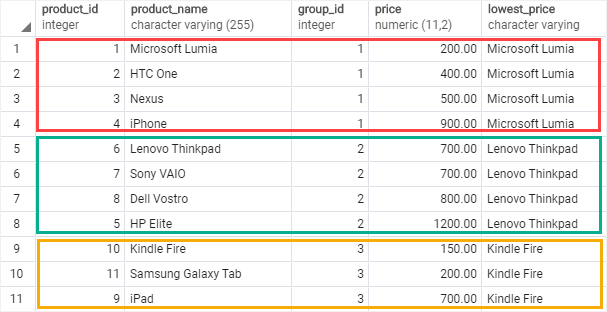 product_id product_name group_id price lowest_price
integer character varying (255) integer numeric (11,2) character varying
1 1 Microsoft Lumia 1 200.00 Microsoft Lumia
2 2 HTC One 1 400.00 Microsoft Lumia
3 3 Nexus 1 500.00 Microsoft Lumia
4 4 iPhone 1 900.00 Microsoft Lumia
5 6 Lenovo Thinkpad 2 700.00 Lenovo Thinkpad
6 7 Sony VAIO 2 700.00 Lenovo Thinkpad
7 8 Dell Vostro 2 800.00 Lenovo Thinkpad
8 5 HP Elite 2 1200.00 Lenovo Thinkpad
9 10 Kindle Fire 3 150.00 Kindle Fire
10 11 Samsung Galaxy Tab 3 200.00 Kindle Fire
11 9 iPad 3 700.00 Kindle Fire